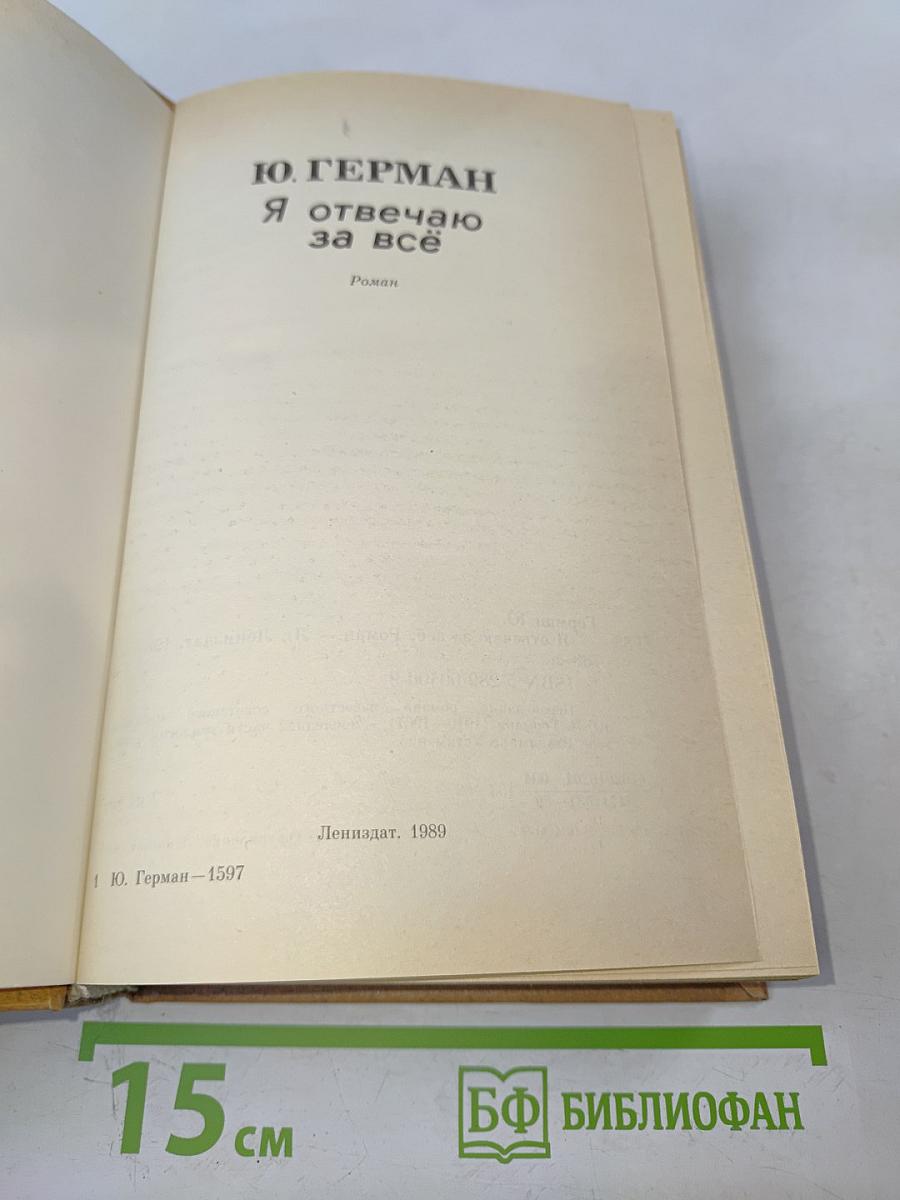 Ю. ГЕРМАН
Я отвечаю
за всё
Роман
Лениздат. 1989
1 Ю. Герман—1597
15 см
БФ БИБЛИОФАН